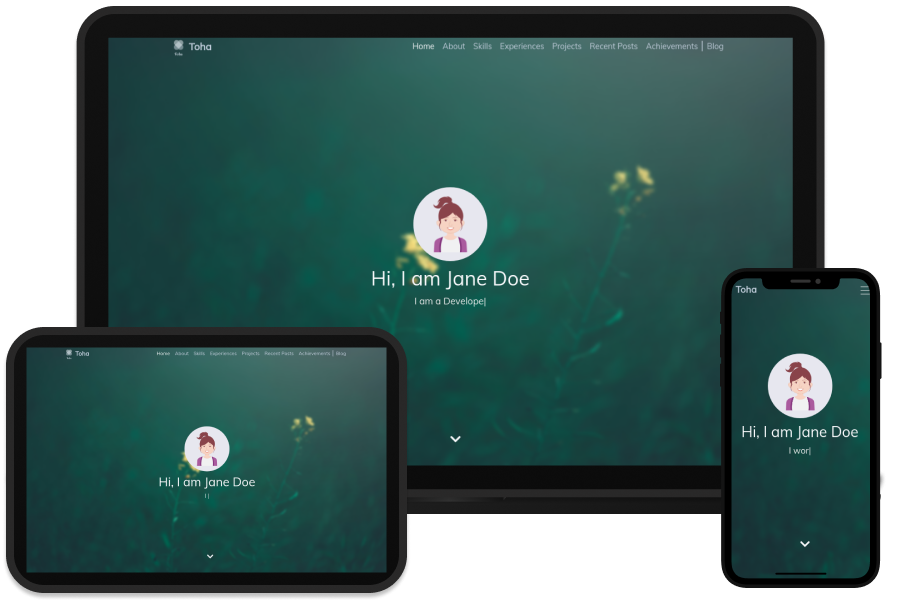 Toha
Toha
Home About Skills Experiences Projects Recent Posts Achievements | Blog
Hi, I am Jane Doe
I am a Develope|
Toha
Home About Skills Experiences Projects Recent Posts Achievements | Blog
Hi, I am Jane Doe
I |
Toha
Hi, I am Jane Doe
I wor|